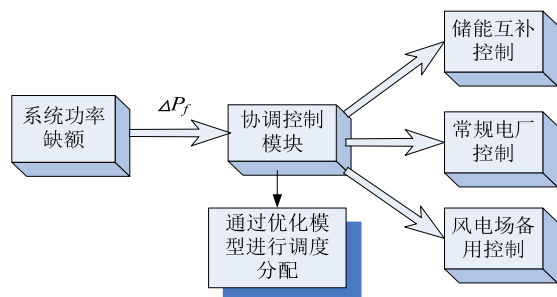 系统功率
缺额
△Pf
协调控制
模块
通过优化模
型进行调度
分配
储能互补
控制
常规电厂
控制
风电场备
用控制